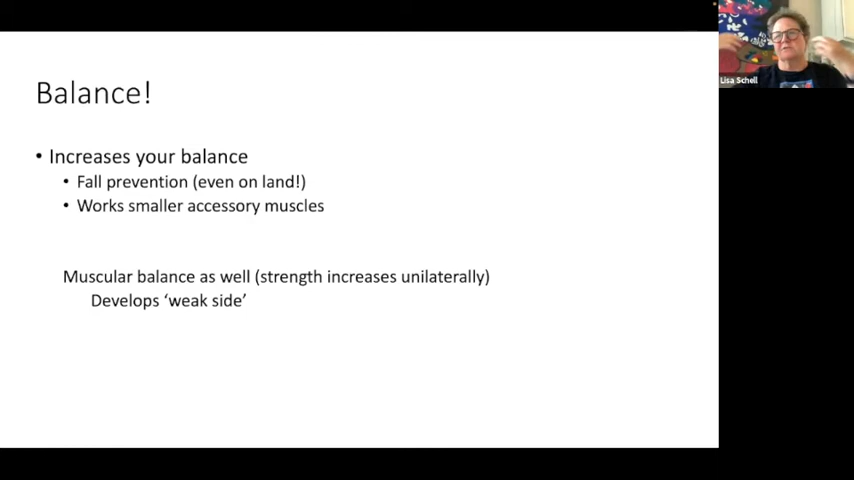 Balance!
• Increases your balance
• Fall prevention (even on land!)
• Works smaller accessory muscles
Muscular balance as well (strength increases unilaterally)
Develops ‘weak side’
Lisa Schell